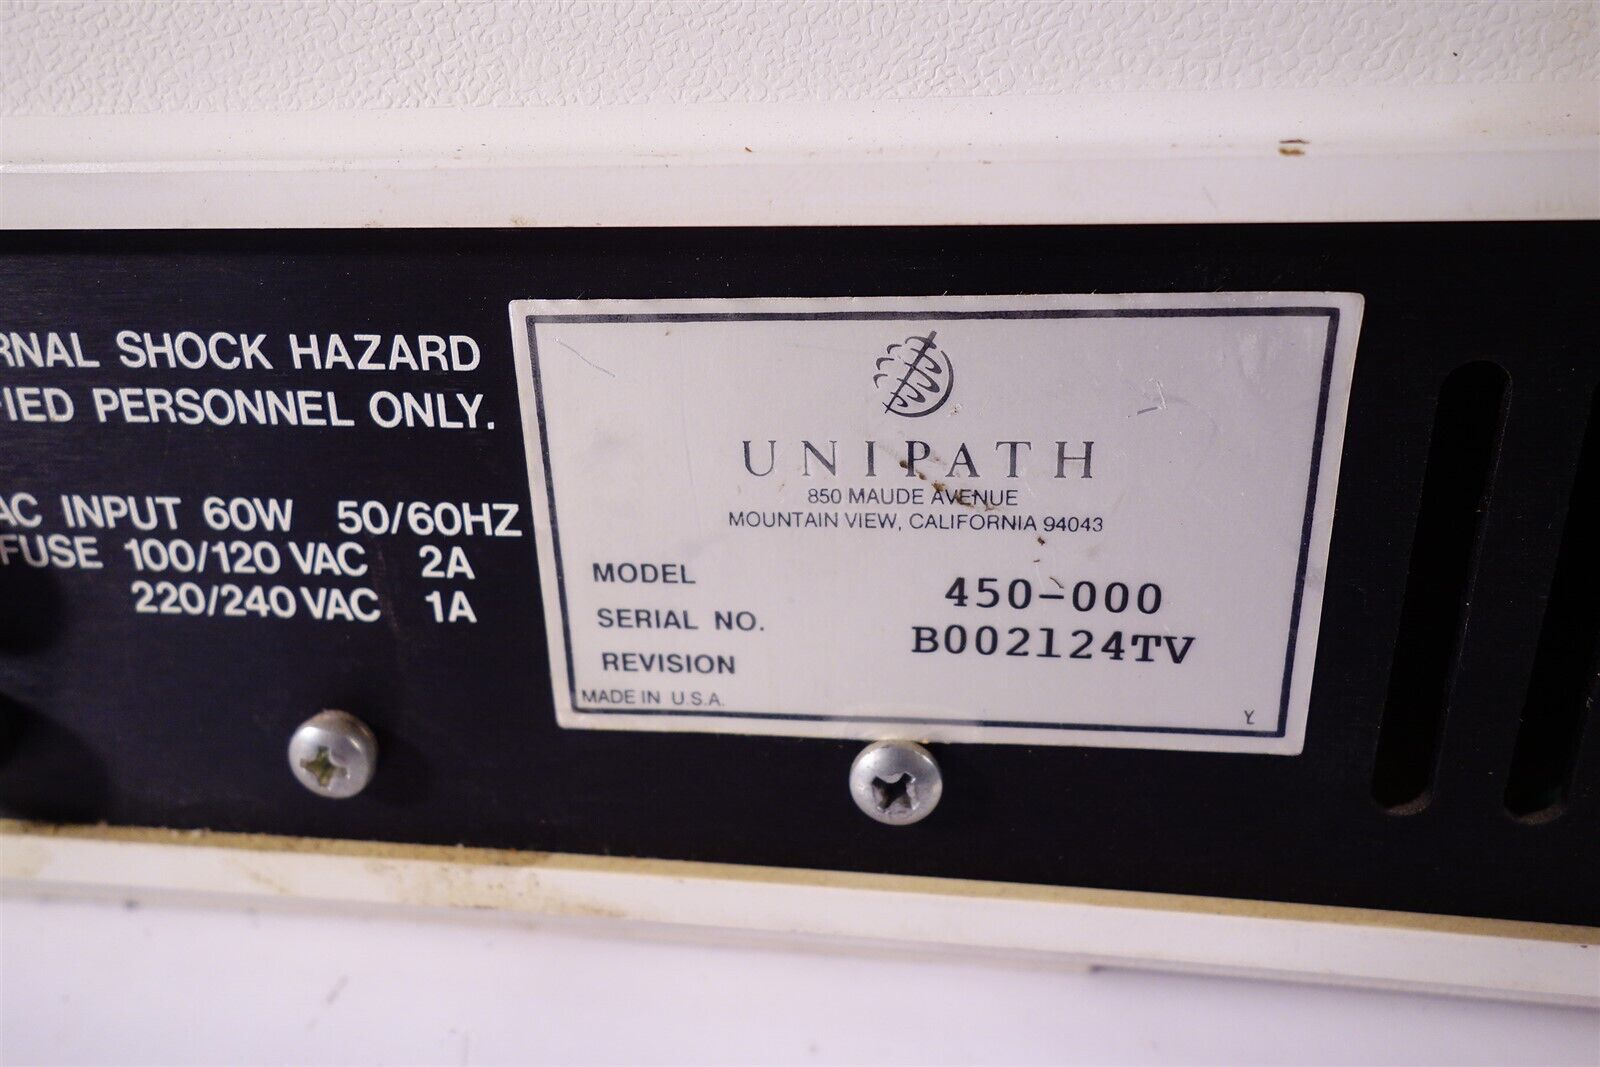 RNAL SHOCK HAZARD
FIED PERSONNEL ONLY.
AC INPUT 60W 50/60HZ
FUSE 100/120 VAC 2A
220/240 VAC 1A
UNIPATH
850 MAUDE AVENUE
MOUNTAIN VIEW, CALIFORNIA 94043
MODEL 450-000
SERIAL NO. B002124TV
REVISION
MADE IN U.S.A.
Y